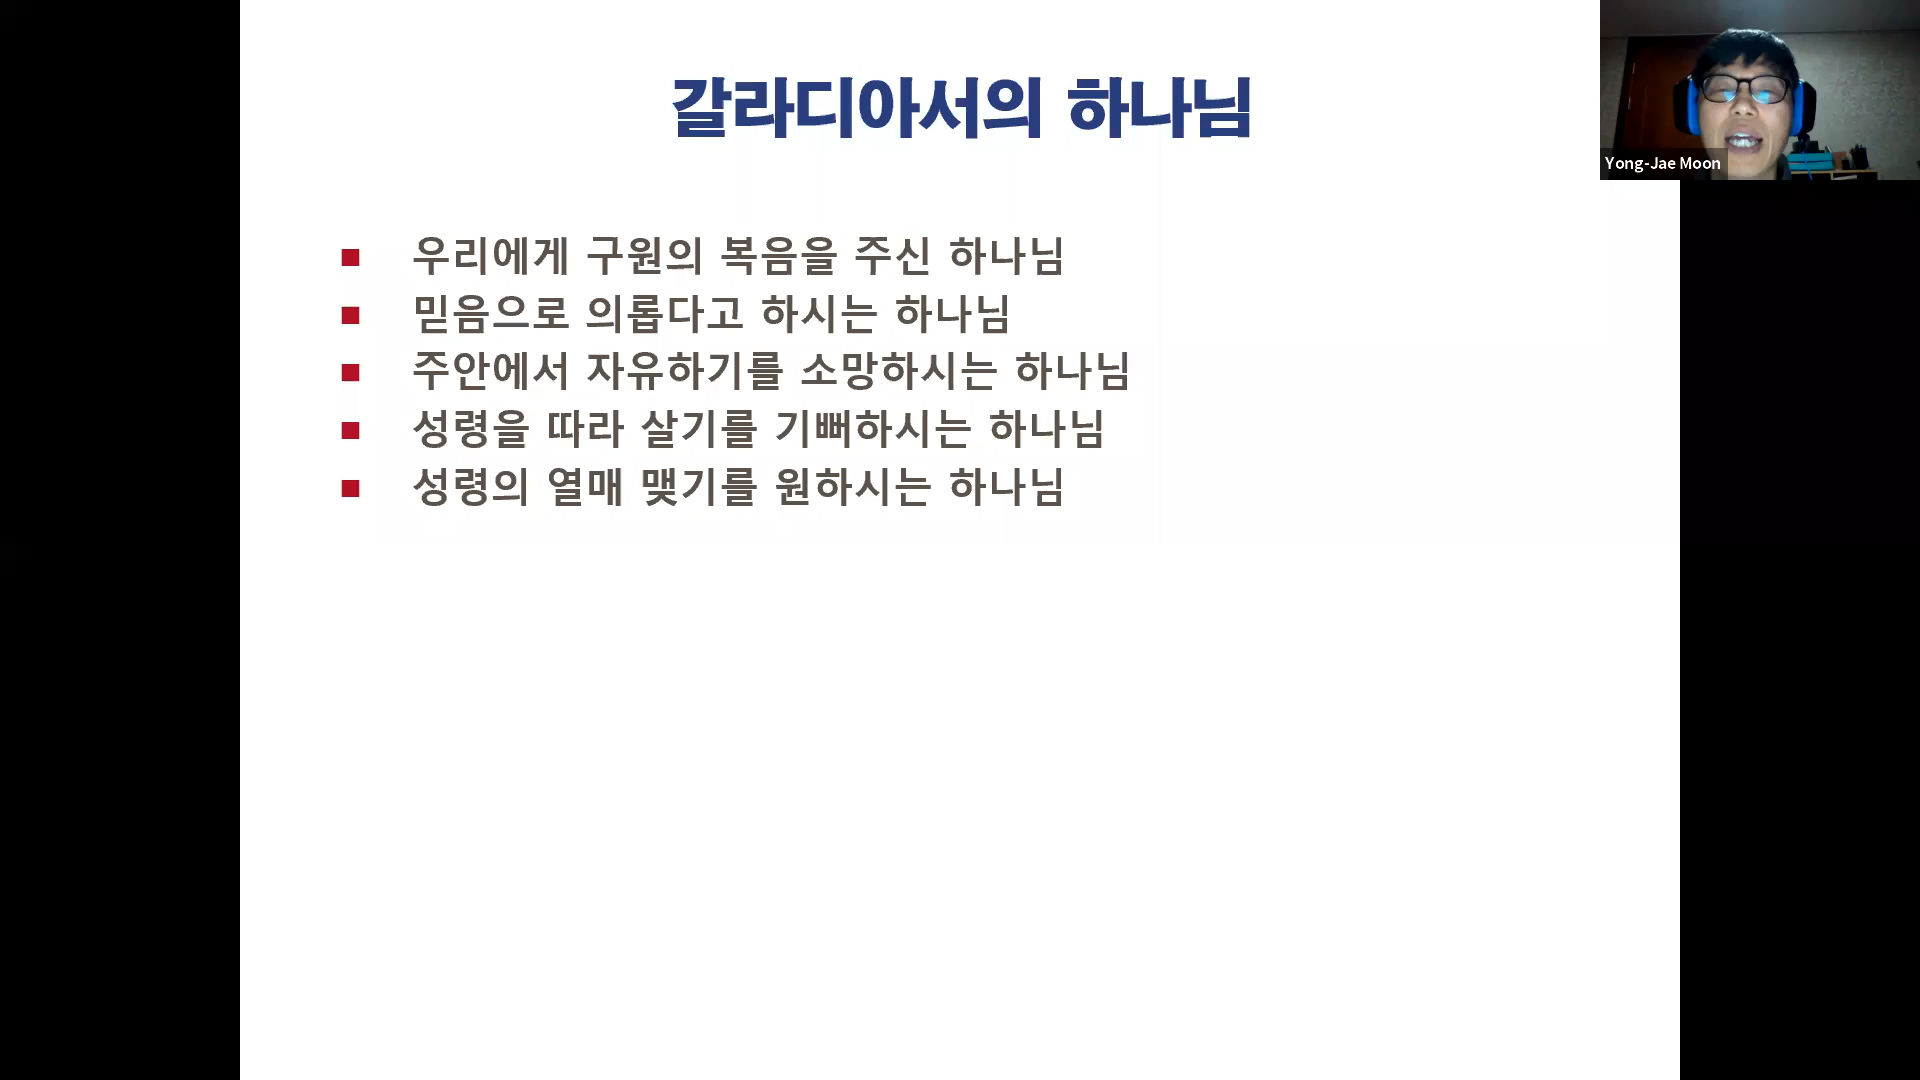 갈라디아서의 하나님
Yong-Jae Moon
우리에게 구원의 복음을 주신 하나님
믿음으로 의롭다고 하시는 하나님
주안에서 자유하기를 소망하시는 하나님
성령을 따라 살기를 기뻐하시는 하나님
성령의 열매 맺기를 원하시는 하나님